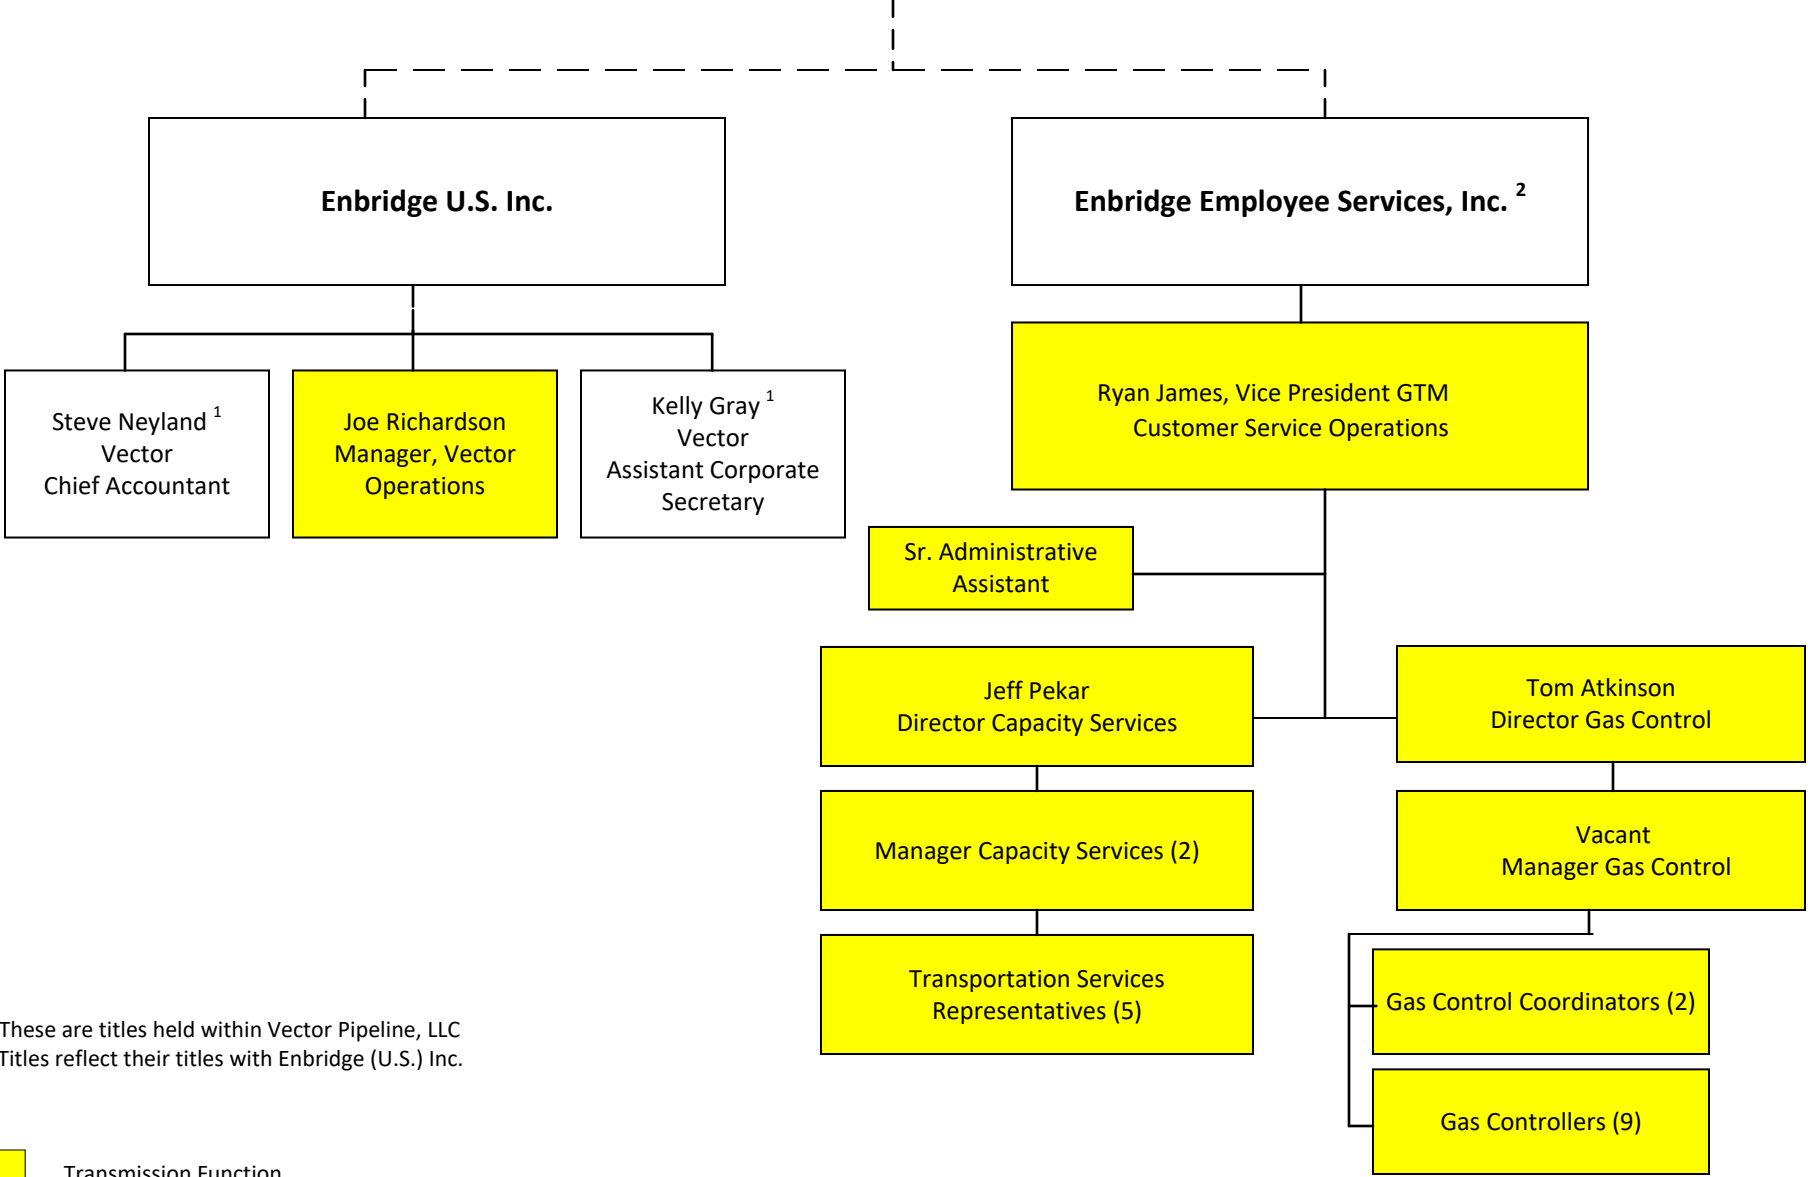 Enbridge U.S. Inc.
Enbridge Employee Services, Inc. 2
Steve Neyland 1
Vector
Chief Accountant
Joe Richardson
Manager, Vector
Operations
Kelly Gray 1
Vector
Assistant Corporate
Secretary
Ryan James, Vice President GTM
Customer Service Operations
Sr. Administrative
Assistant
Jeff Pekar
Director Capacity Services
Tom Atkinson
Director Gas Control
Manager Capacity Services (2)
Vacant
Manager Gas Control
Transportation Services
Representatives (5)
Gas Control Coordinators (2)
Gas Controllers (9)
These are titles held within Vector Pipeline, LLC
Titles reflect their titles with Enbridge (U.S.) Inc.
Transmission Function